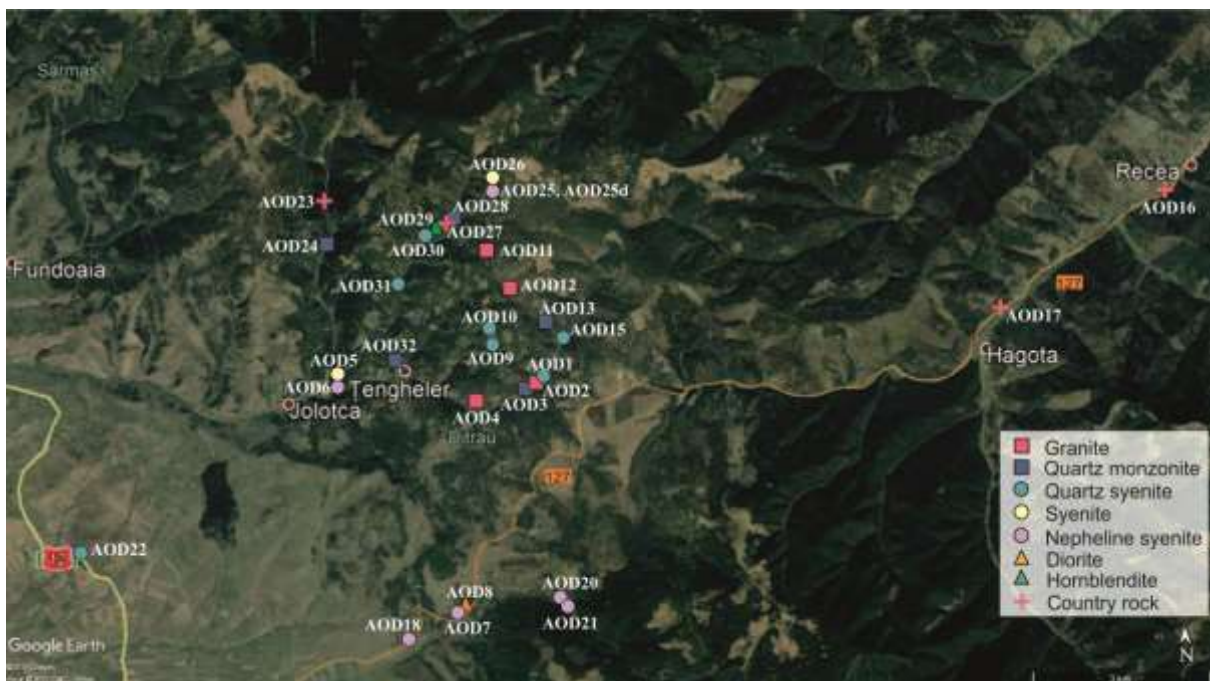 Sarmas
AOD26
AOD25, AOD25d
AOD23
AOD28
AOD29
AOD27
AOD30
AOD24
AOD11
Recea
AOD16
Fundoaia
AOD31
AOD12
127
AOD13
AOD10
AOD15
AOD17
AOD9
Hagota
AOD32
AOD5
AOD1
AOD6
Tengheler
AOD2
AOD3
Jolotca
AOD4
Ditrau
127
Granite
Quartz monzonite
Quartz syenite
Syenite
Nepheline syenite
Diorite
Hornblendite
Country rock
AOD22
AOD20
AOD8
AOD21
AOD7
AOD18
Google Earth
N